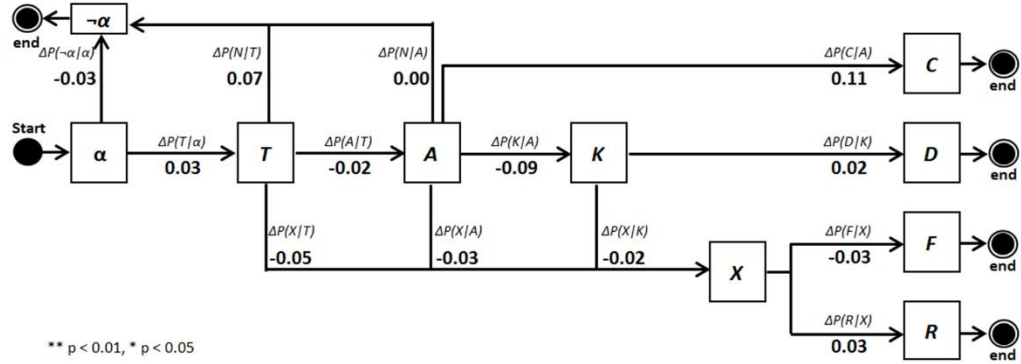 ¬α
end
ΔP(¬α|α)
-0.03
ΔP(N|T)
0.07
ΔP(N|A)
0.00
ΔP(C|A)
0.11
C
end
Start
α
ΔP(T|α)
0.03
T
ΔP(A|T)
-0.02
A
ΔP(K|A)
-0.09
K
ΔP(D|K)
0.02
D
end
ΔP(X|T)
-0.05
ΔP(X|A)
-0.03
ΔP(X|K)
-0.02
X
ΔP(F|X)
-0.03
F
end
ΔP(R|X)
0.03
R
end
** p < 0.01, * p < 0.05